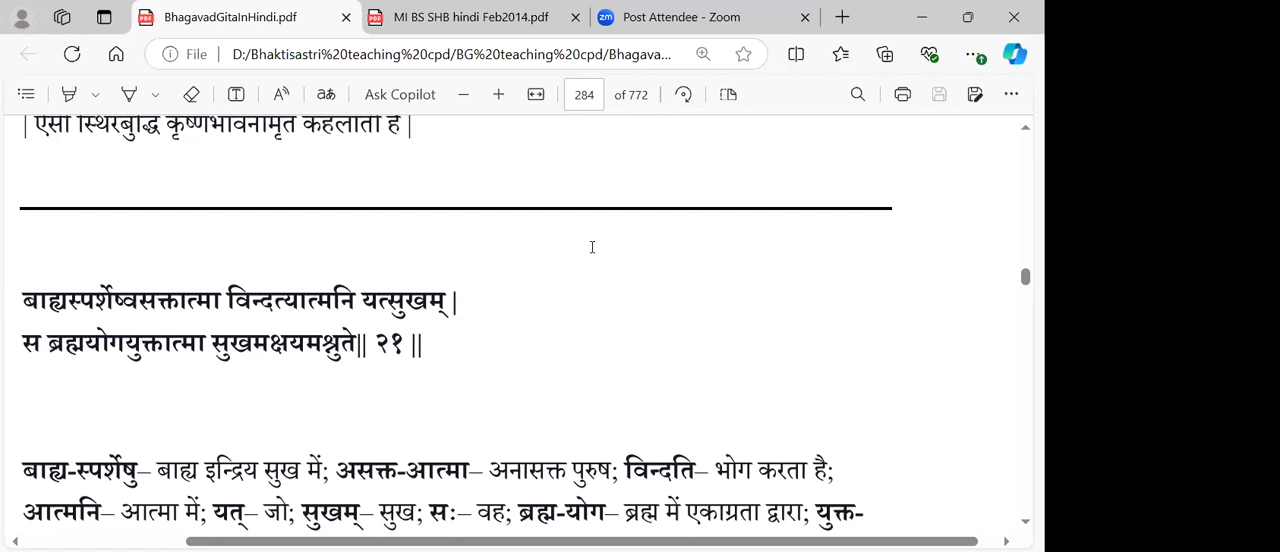 BhagavadGitaInHindi.pdf
MI BS SHB hindi Feb2014.pdf
Post Attendee - Zoom
File
D:/Bhaktisastri%20teaching%20cpd/BG%20teaching%20cpd/Bhagava...
Ask Copilot
284 of 772
| ऐसी स्थिरबुद्धि कृष्णभावनामृत कहलाती है |
बाह्यस्पर्शेष्वसक्तात्मा विन्दत्यात्मनि यत्सुखम् |
स ब्रह्मयोगयुक्तात्मा सुखमक्षयमश्नुते|| २१ ||
बाह्य-स्पर्शेषु– बाह्य इन्द्रिय सुख में; असक्त-आत्मा– अनासक्त पुरुष; विन्दति– भोग करता है;
आत्मनि– आत्मा में; यत्– जो; सुखम्– सुख; सः– वह; ब्रह्म-योग– ब्रह्म में एकाग्रता द्वारा; युक्त-